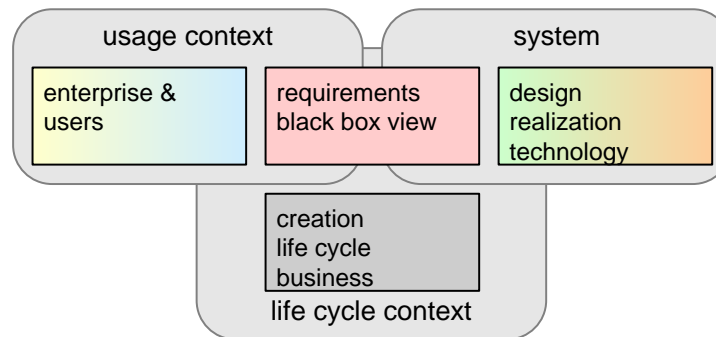 usage context
system
enterprise &
users
requirements
black box view
design
realization
technology
creation
life cycle
business
life cycle context